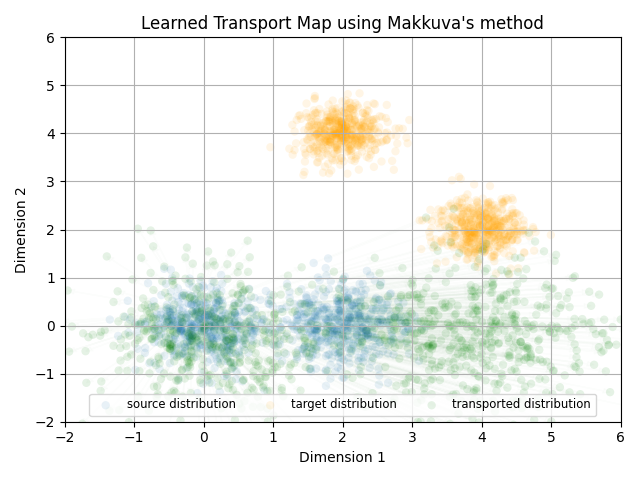 Learned Transport Map using Makkuva's method
6
5
4
3
2
1
0
−1
−2
Dimension 2
source distribution target distribution transported distribution
−2 −1 0 1 2 3 4 5 6
Dimension 1